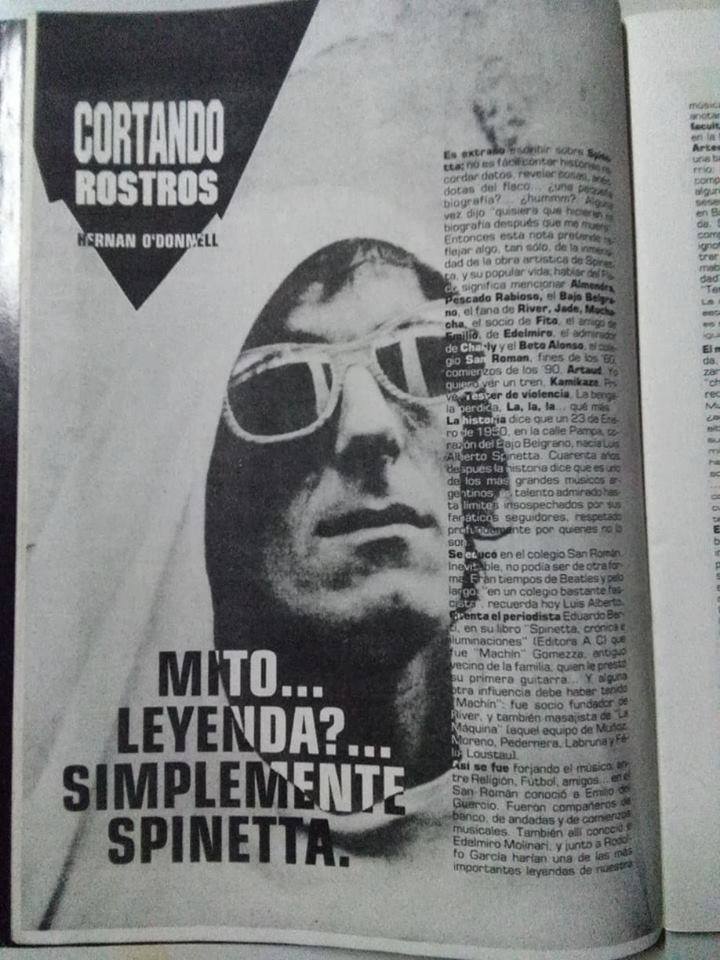 CORTANDO
ROSTROS
HERNAN O'DONNELL
MITO...
LEYENDA?...
SIMPLEMENTE
SPINETTA.
Es extraño escribir sobre Spine-
tta; no es fácil contar historias, re-
cordar datos, revelar cosas, anéc-
dotas del flaco... ¿una pequeña
biografía? ... ¿hummm? Alguna
vez dijo "quisiera que hicieran mi
biografía después que me muera".
Entonces esta nota pretende re-
flejar algo, tan sólo, de la inmen-
sidad de la obra artística de Spinet-
ta, y su popular vida, hablar del Fla-
co, significa mencionar Almendra,
Pescado Rabioso, el Bajo Belgra-
no, el fana de River, Jade, Mucha-
cha, el socio de Fito, el amigo de
Emilio, de Edelmiro, el admirador
de Charly y el Beto Alonso, el cole-
gio San Román, fines de los '60,
comienzos de los '90, Artaud. Yo
quiero ver un tren, Kamikaze,
Téster de violencia, La benga-
la perdida, La, la, la... qué más
La historia dice que un 23 de Ene-
ro de 1950, en la calle Pampa, co-
razón del Bajo Belgrano, nacía Luis
Alberto Spinetta. Cuarenta años
después la historia dice que es uno
de los más grandes músicos ar-
gentinos, es talento admirado has-
ta límites insospechados por sus
fanáticos seguidores, respetado
profundamente por quienes no lo
son.
Se educó en el colegio San Román.
Inevitable, no podía ser de otra for-
ma. Eran tiempos de Beatles y pelo
largo, "en un colegio bastante fas-
cista", recuerda hoy Luis Alberto.
Cuenta el periodista Eduardo Ber-
ti, en su libro "Spinetta, crónica e
iluminaciones" (Editora A.C) que
fue "Machín" Gomezza, antiguo
vecino de la familia, quien le prestó
su primera guitarra... Y alguna
otra influencia debe haber tenido
"Machín": fue socio fundador de
River, y también masajista de "La
Máquina" (aquel equipo de Muñoz,
Moreno, Pedernera, Labruna y Fé-
lix Loustau).
Así se fue forjando el músico, en-
tre Religión, Fútbol, amigos... en el
San Román conoció a Emilio del
Guercio. Fueron compañeros de
banco, de andadas y de comienzos
musicales. También allí conoció a
Edelmiro Molinari, y junto a Rodol-
fo García harían una de las más
importantes leyendas de nuestra